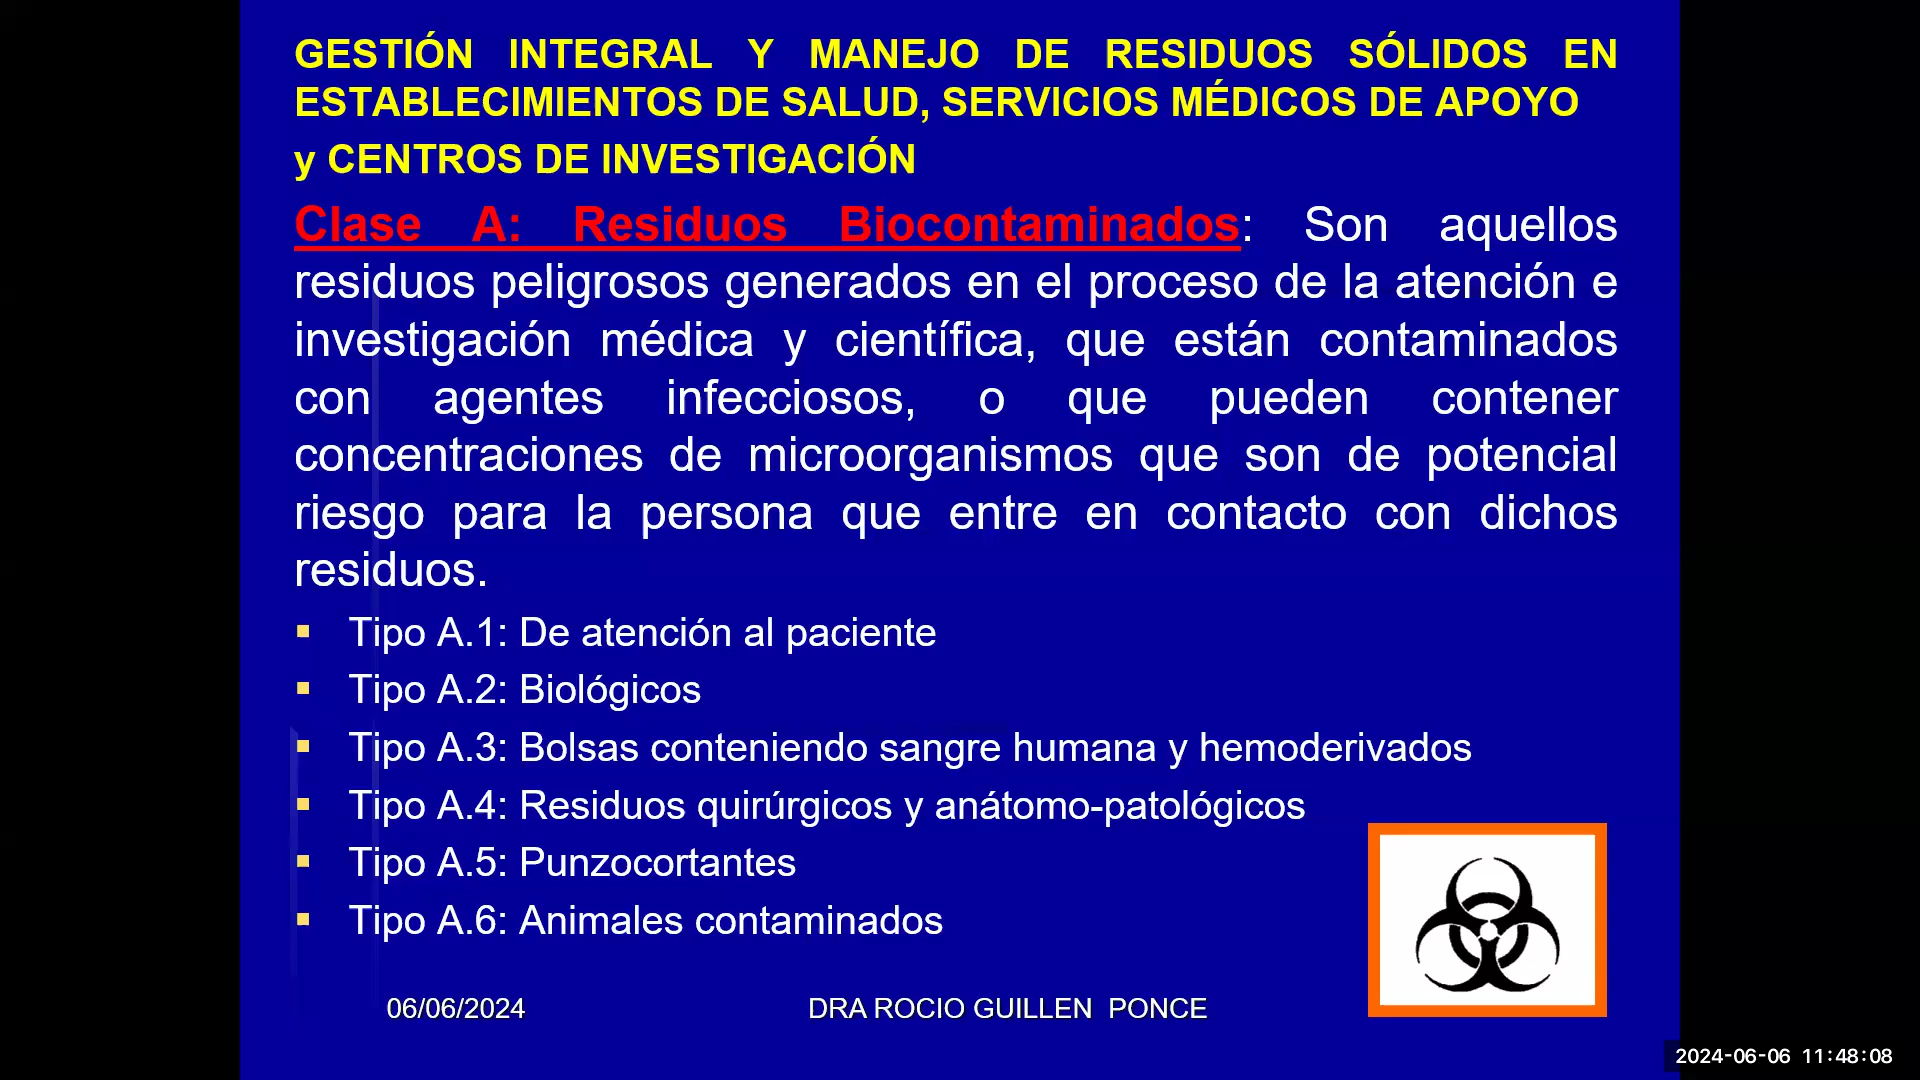 GESTIÓN INTEGRAL Y MANEJO DE RESIDUOS SÓLIDOS EN
ESTABLECIMIENTOS DE SALUD, SERVICIOS MÉDICOS DE APOYO
y CENTROS DE INVESTIGACIÓN
Clase A: Residuos Biocontaminados: Son aquellos
residuos peligrosos generados en el proceso de la atención e
investigación médica y científica, que están contaminados
con agentes infecciosos, o que pueden contener
concentraciones de microorganismos que son de potencial
riesgo para la persona que entre en contacto con dichos
residuos.
▪ Tipo A.1: De atención al paciente
▪ Tipo A.2: Biológicos
▪ Tipo A.3: Bolsas conteniendo sangre humana y hemoderivados
▪ Tipo A.4: Residuos quirúrgicos y anátomo-patológicos
▪ Tipo A.5: Punzocortantes
▪ Tipo A.6: Animales contaminados
06/06/2024 DRA ROCIO GUILLEN PONCE
2024-06-06 11:48:08